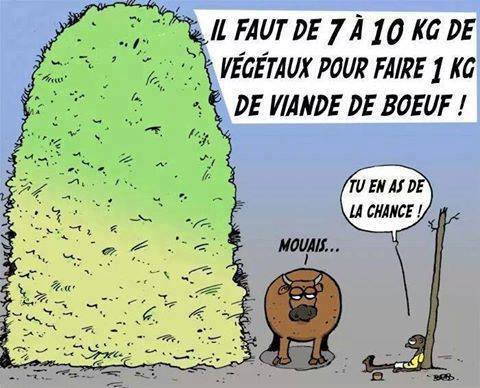 IL FAUT DE 7 À 10 KG DE
VÉGÉTAUX POUR FAIRE 1 KG
DE VIANDE DE BOEUF !
TU EN AS DE
LA CHANCE !
MOUAIS...